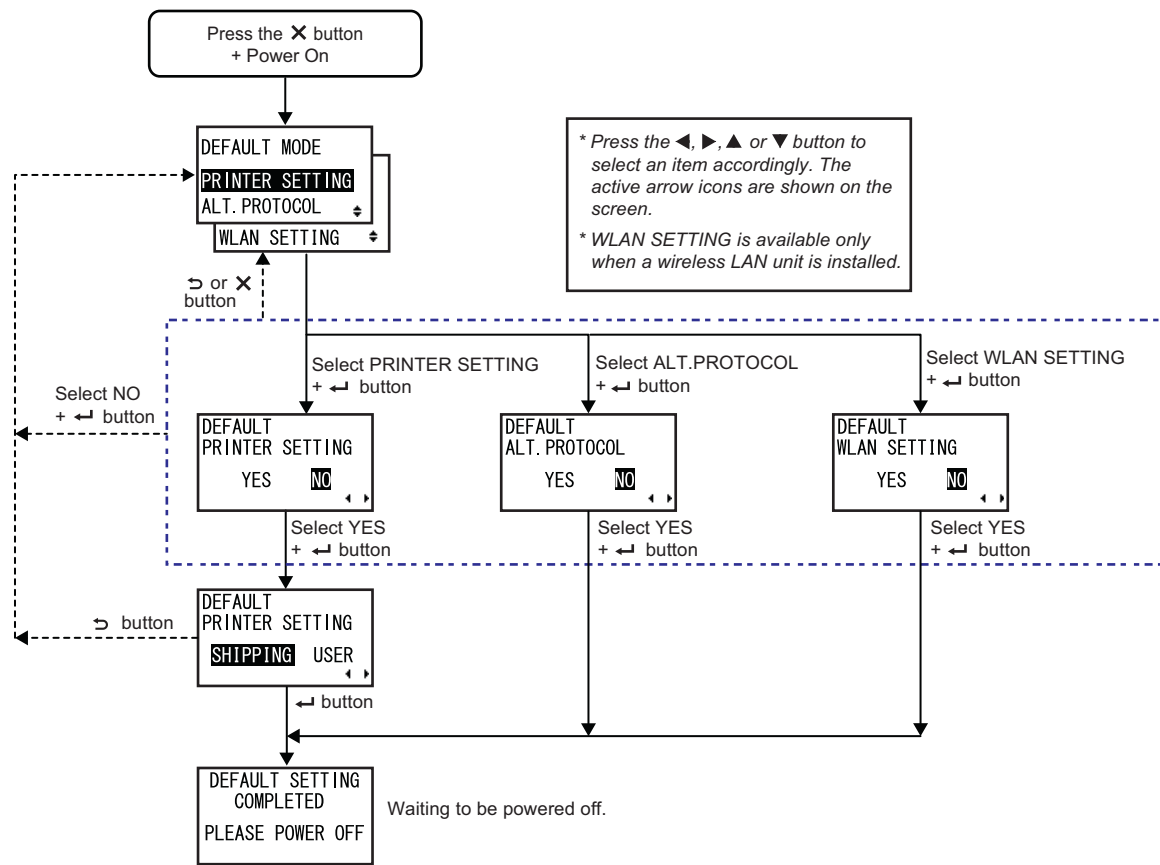 Press the ✕ button
+ Power On
DEFAULT MODE
PRINTER SETTING
ALT.PROTOCOL
WLAN SETTING
* Press the ◀, ▶, ▲ or ▼ button to
select an item accordingly. The
active arrow icons are shown on the
screen.
* WLAN SETTING is available only
when a wireless LAN unit is installed.
⮌ or ✕
button
Select NO
+ ↵ button
Select PRINTER SETTING
+ ↵ button
Select ALT.PROTOCOL
+ ↵ button
Select WLAN SETTING
+ ↵ button
DEFAULT
PRINTER SETTING
YES NO
DEFAULT
ALT.PROTOCOL
YES NO
DEFAULT
WLAN SETTING
YES NO
Select YES
+ ↵ button
Select YES
+ ↵ button
Select YES
+ ↵ button
⮌ button
DEFAULT
PRINTER SETTING
SHIPPING USER
↵ button
DEFAULT SETTING
COMPLETED
PLEASE POWER OFF
Waiting to be powered off.